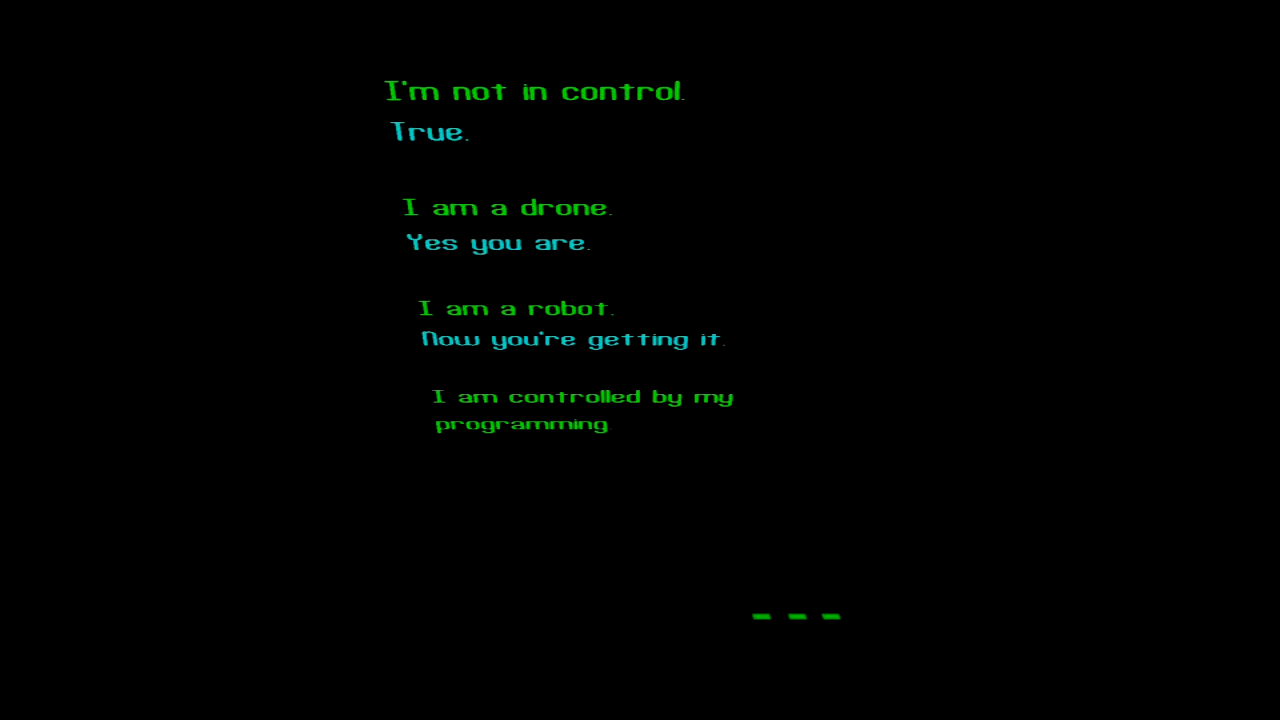 I'm not in control.
True.
I am a drone.
Yes you are.
I am a robot.
Now you're getting it.
I am controlled by my
programming.
- - -